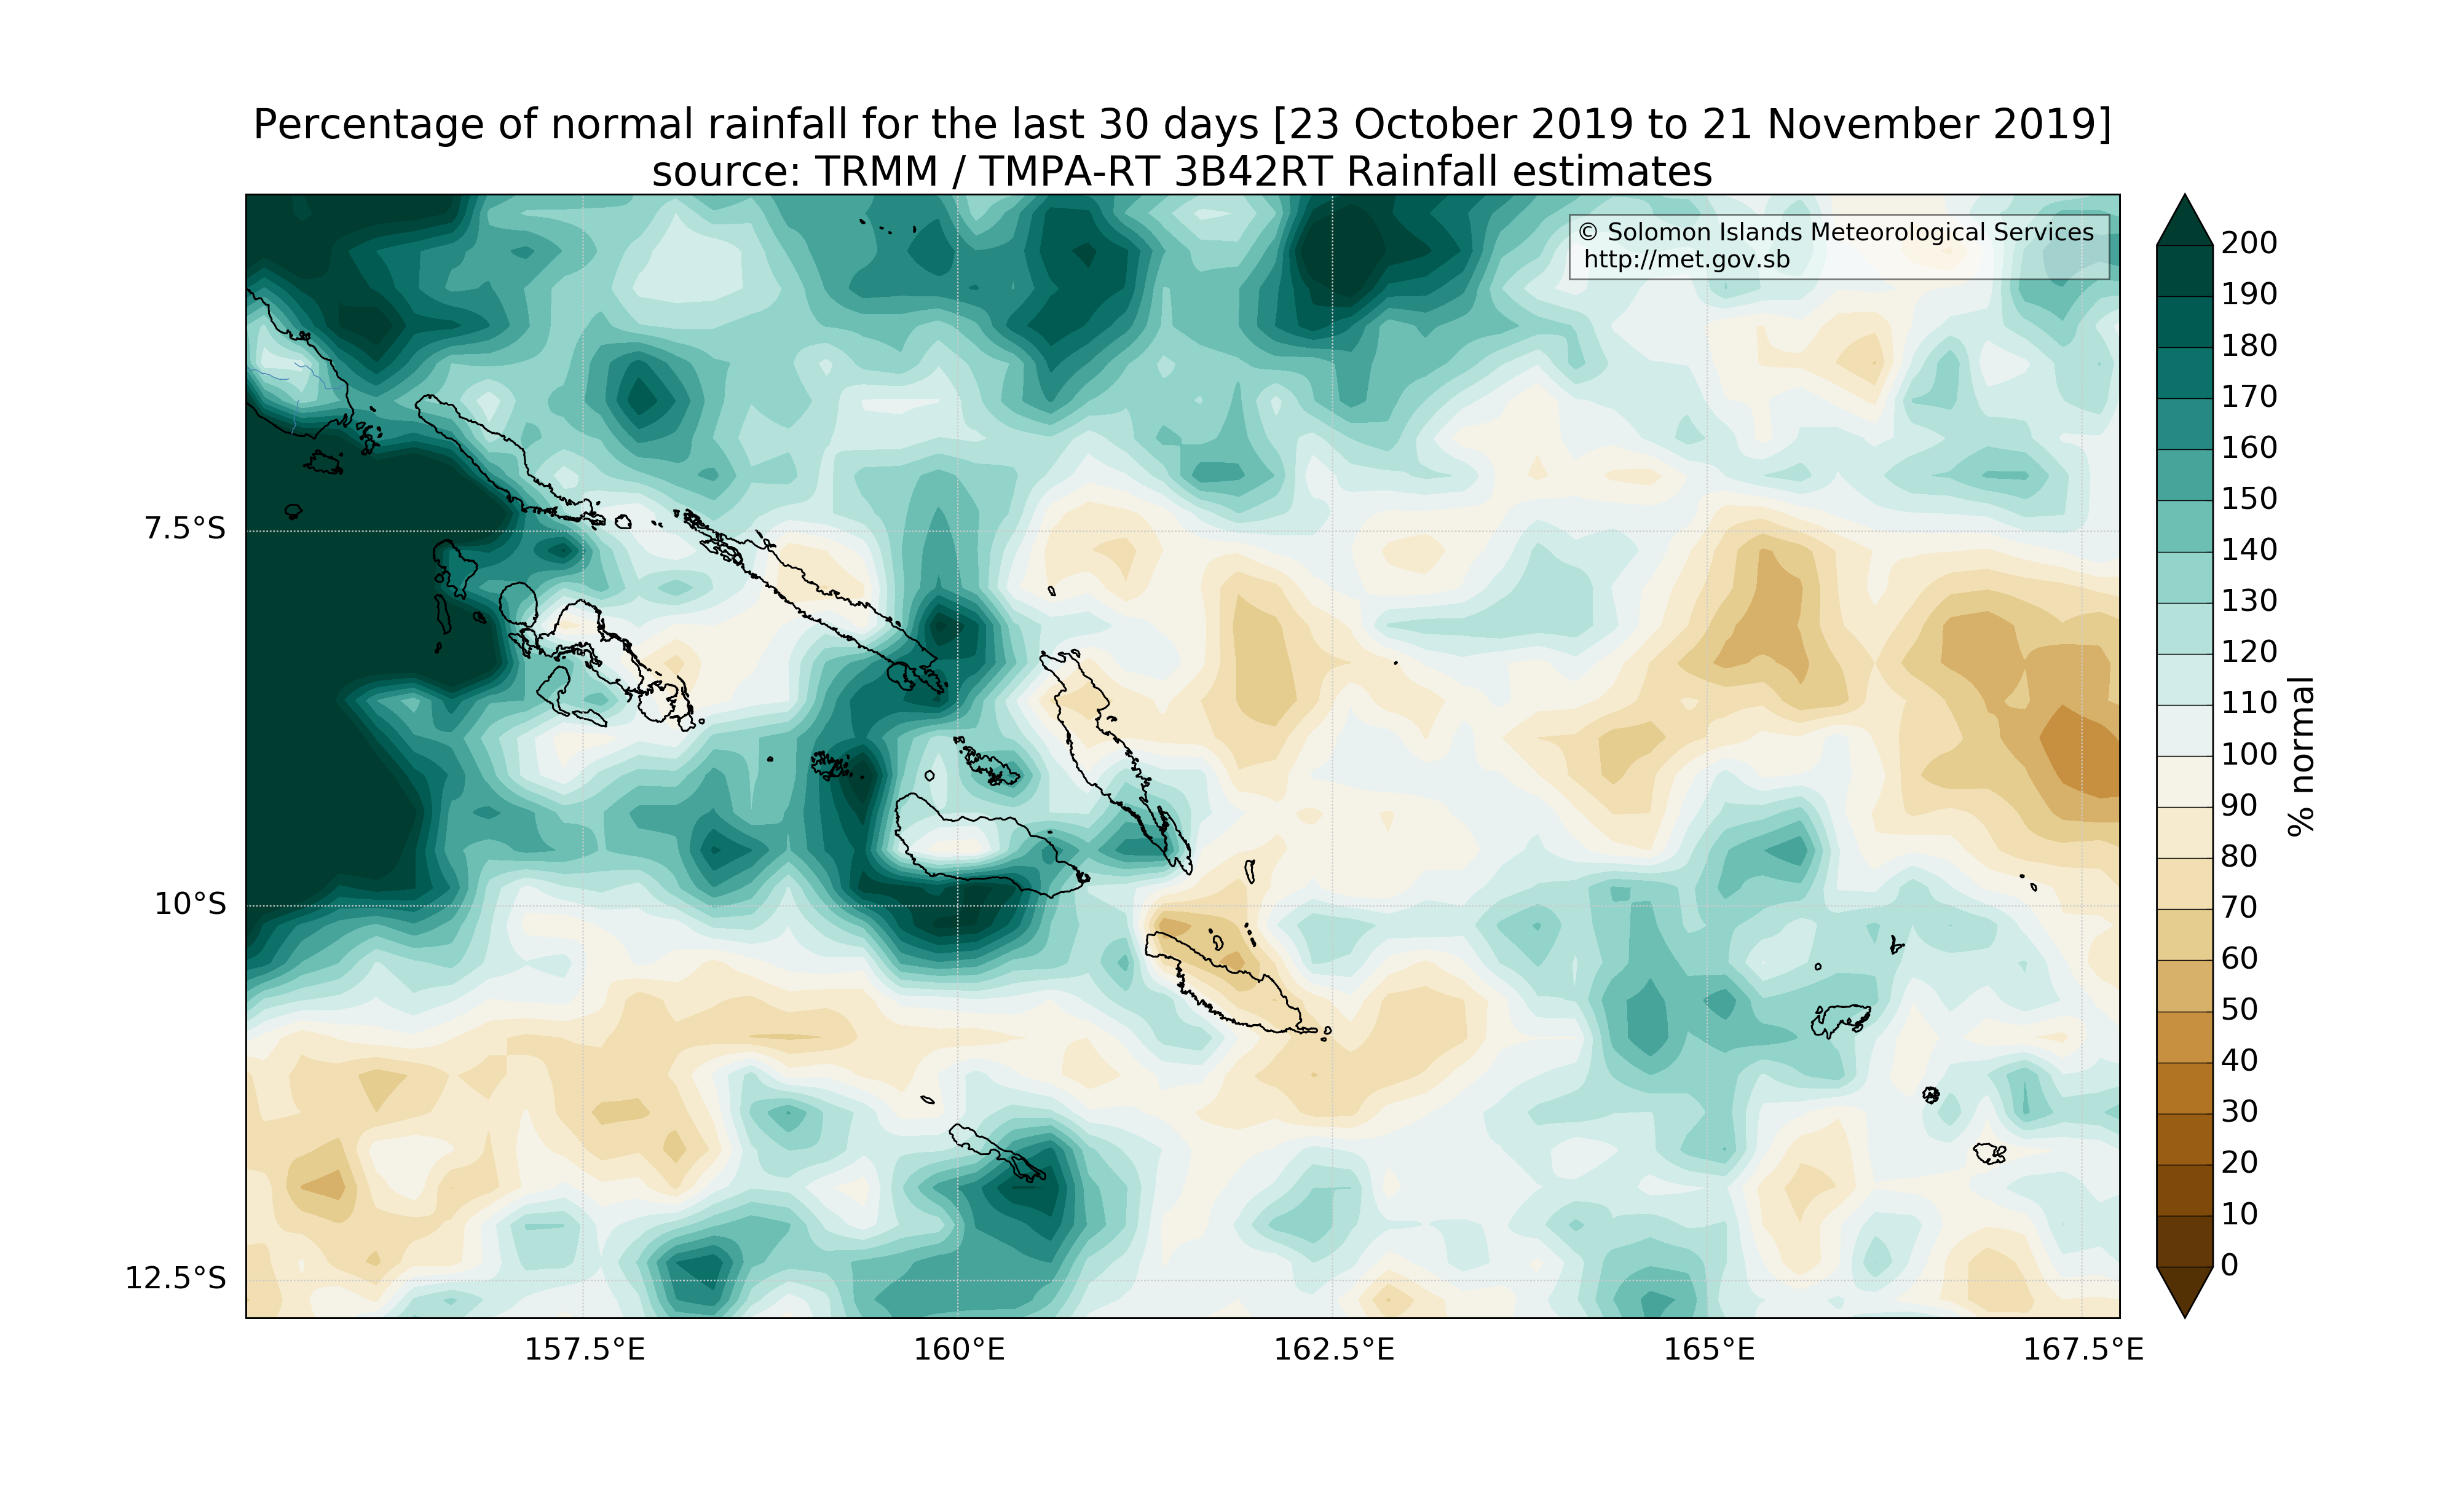 Percentage of normal rainfall for the last 30 days [23 October 2019 to 21 November 2019]
source: TRMM / TMPA-RT 3B42RT Rainfall estimates
© Solomon Islands Meteorological Services
http://met.gov.sb
7.5°S
10°S
12.5°S
157.5°E
160°E
162.5°E
165°E
167.5°E
200
190
180
170
160
150
140
130
120
110
100
90
80
70
60
50
40
30
20
10
0
% normal